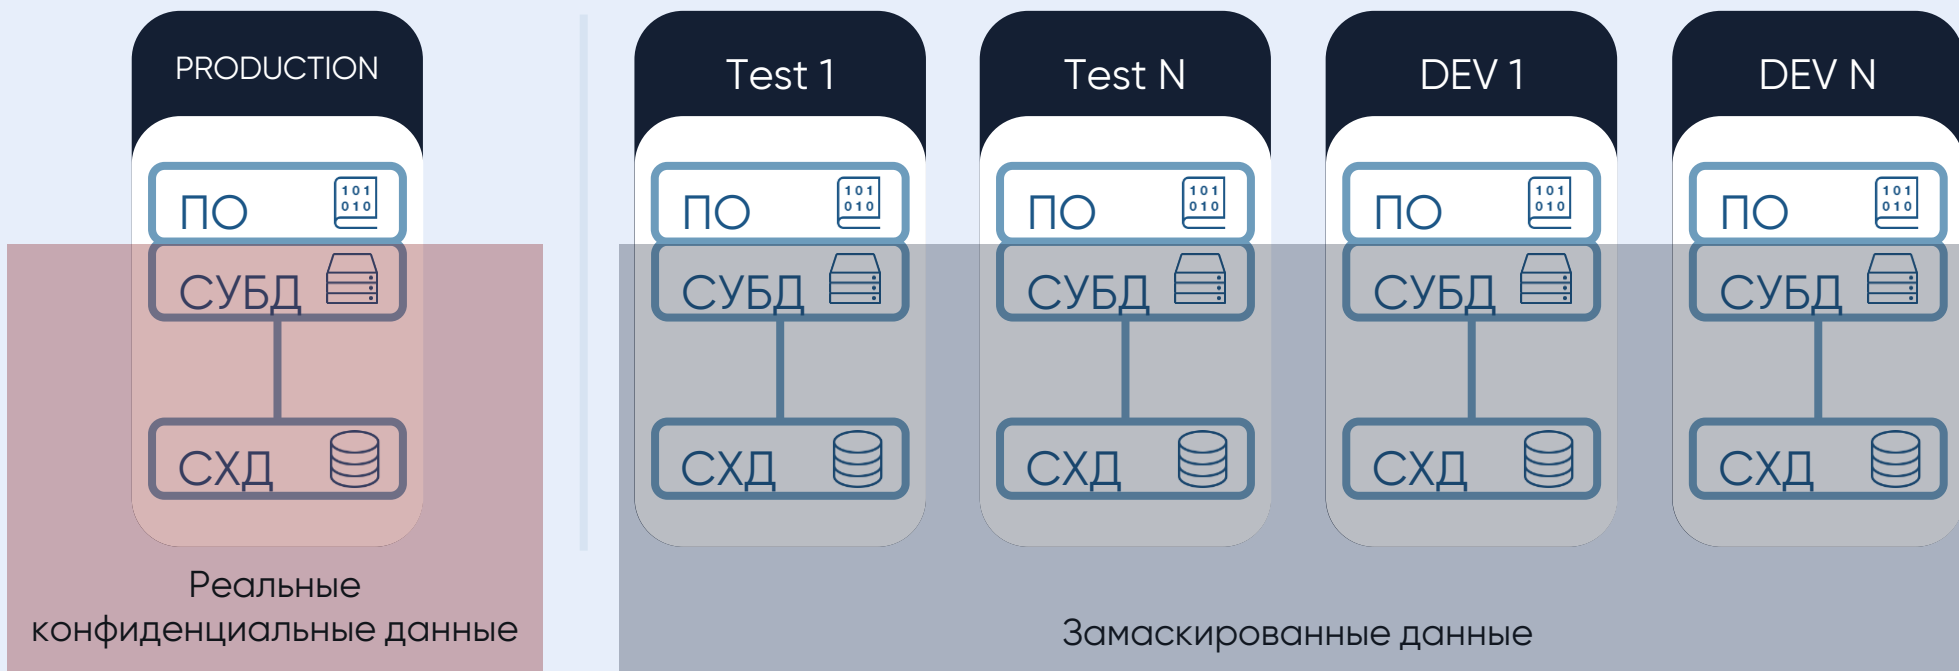 PRODUCTION
ПО
101
010
СУБД
СХД
Реальные
конфиденциальные данные
Test 1
ПО
101
010
СУБД
СХД
Test N
ПО
101
010
СУБД
СХД
DEV 1
ПО
101
010
СУБД
СХД
DEV N
ПО
101
010
СУБД
СХД
Замаскированные данные